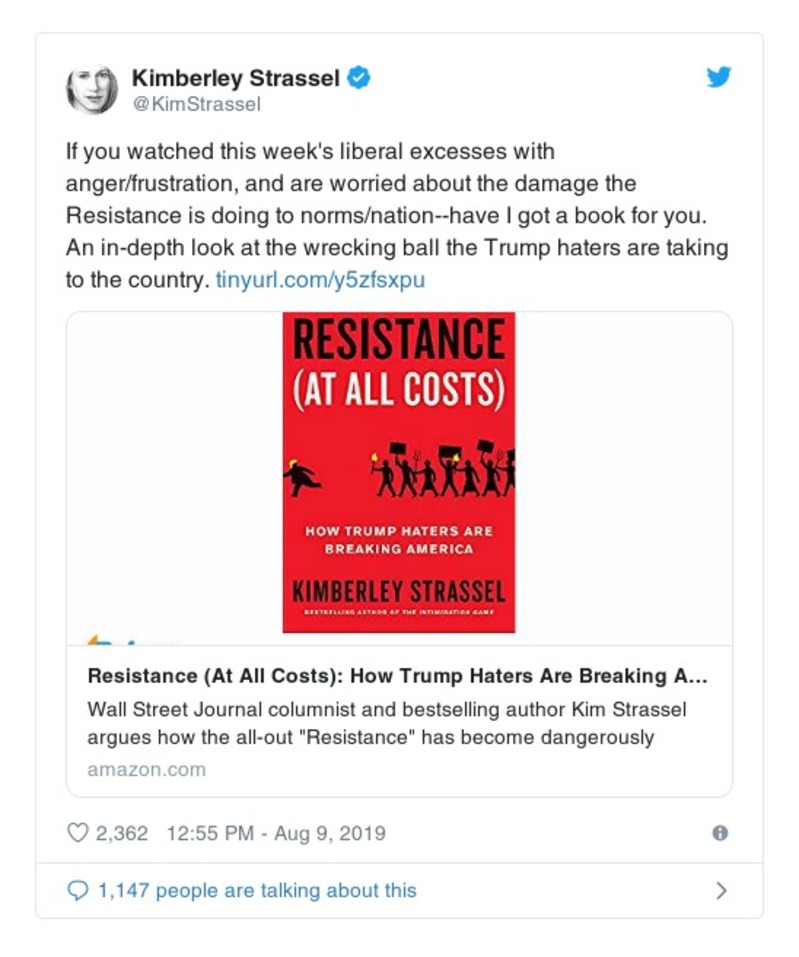 Kimberley Strassel
@KimStrassel
If you watched this week's liberal excesses with
anger/frustration, and are worried about the damage the
Resistance is doing to norms/nation--have I got a book for you.
An in-depth look at the wrecking ball the Trump haters are taking
to the country. tinyurl.com/y5zfsxpu
RESISTANCE
(AT ALL COSTS)
HOW TRUMP HATERS ARE
BREAKING AMERICA
KIMBERLEY STRASSEL
BESTSELLING AUTHOR OF THE INTIMIDATION GAME
Resistance (At All Costs): How Trump Haters Are Breaking A...
Wall Street Journal columnist and bestselling author Kim Strassel
argues how the all-out "Resistance" has become dangerously
amazon.com
2,362 12:55 PM - Aug 9, 2019
1,147 people are talking about this